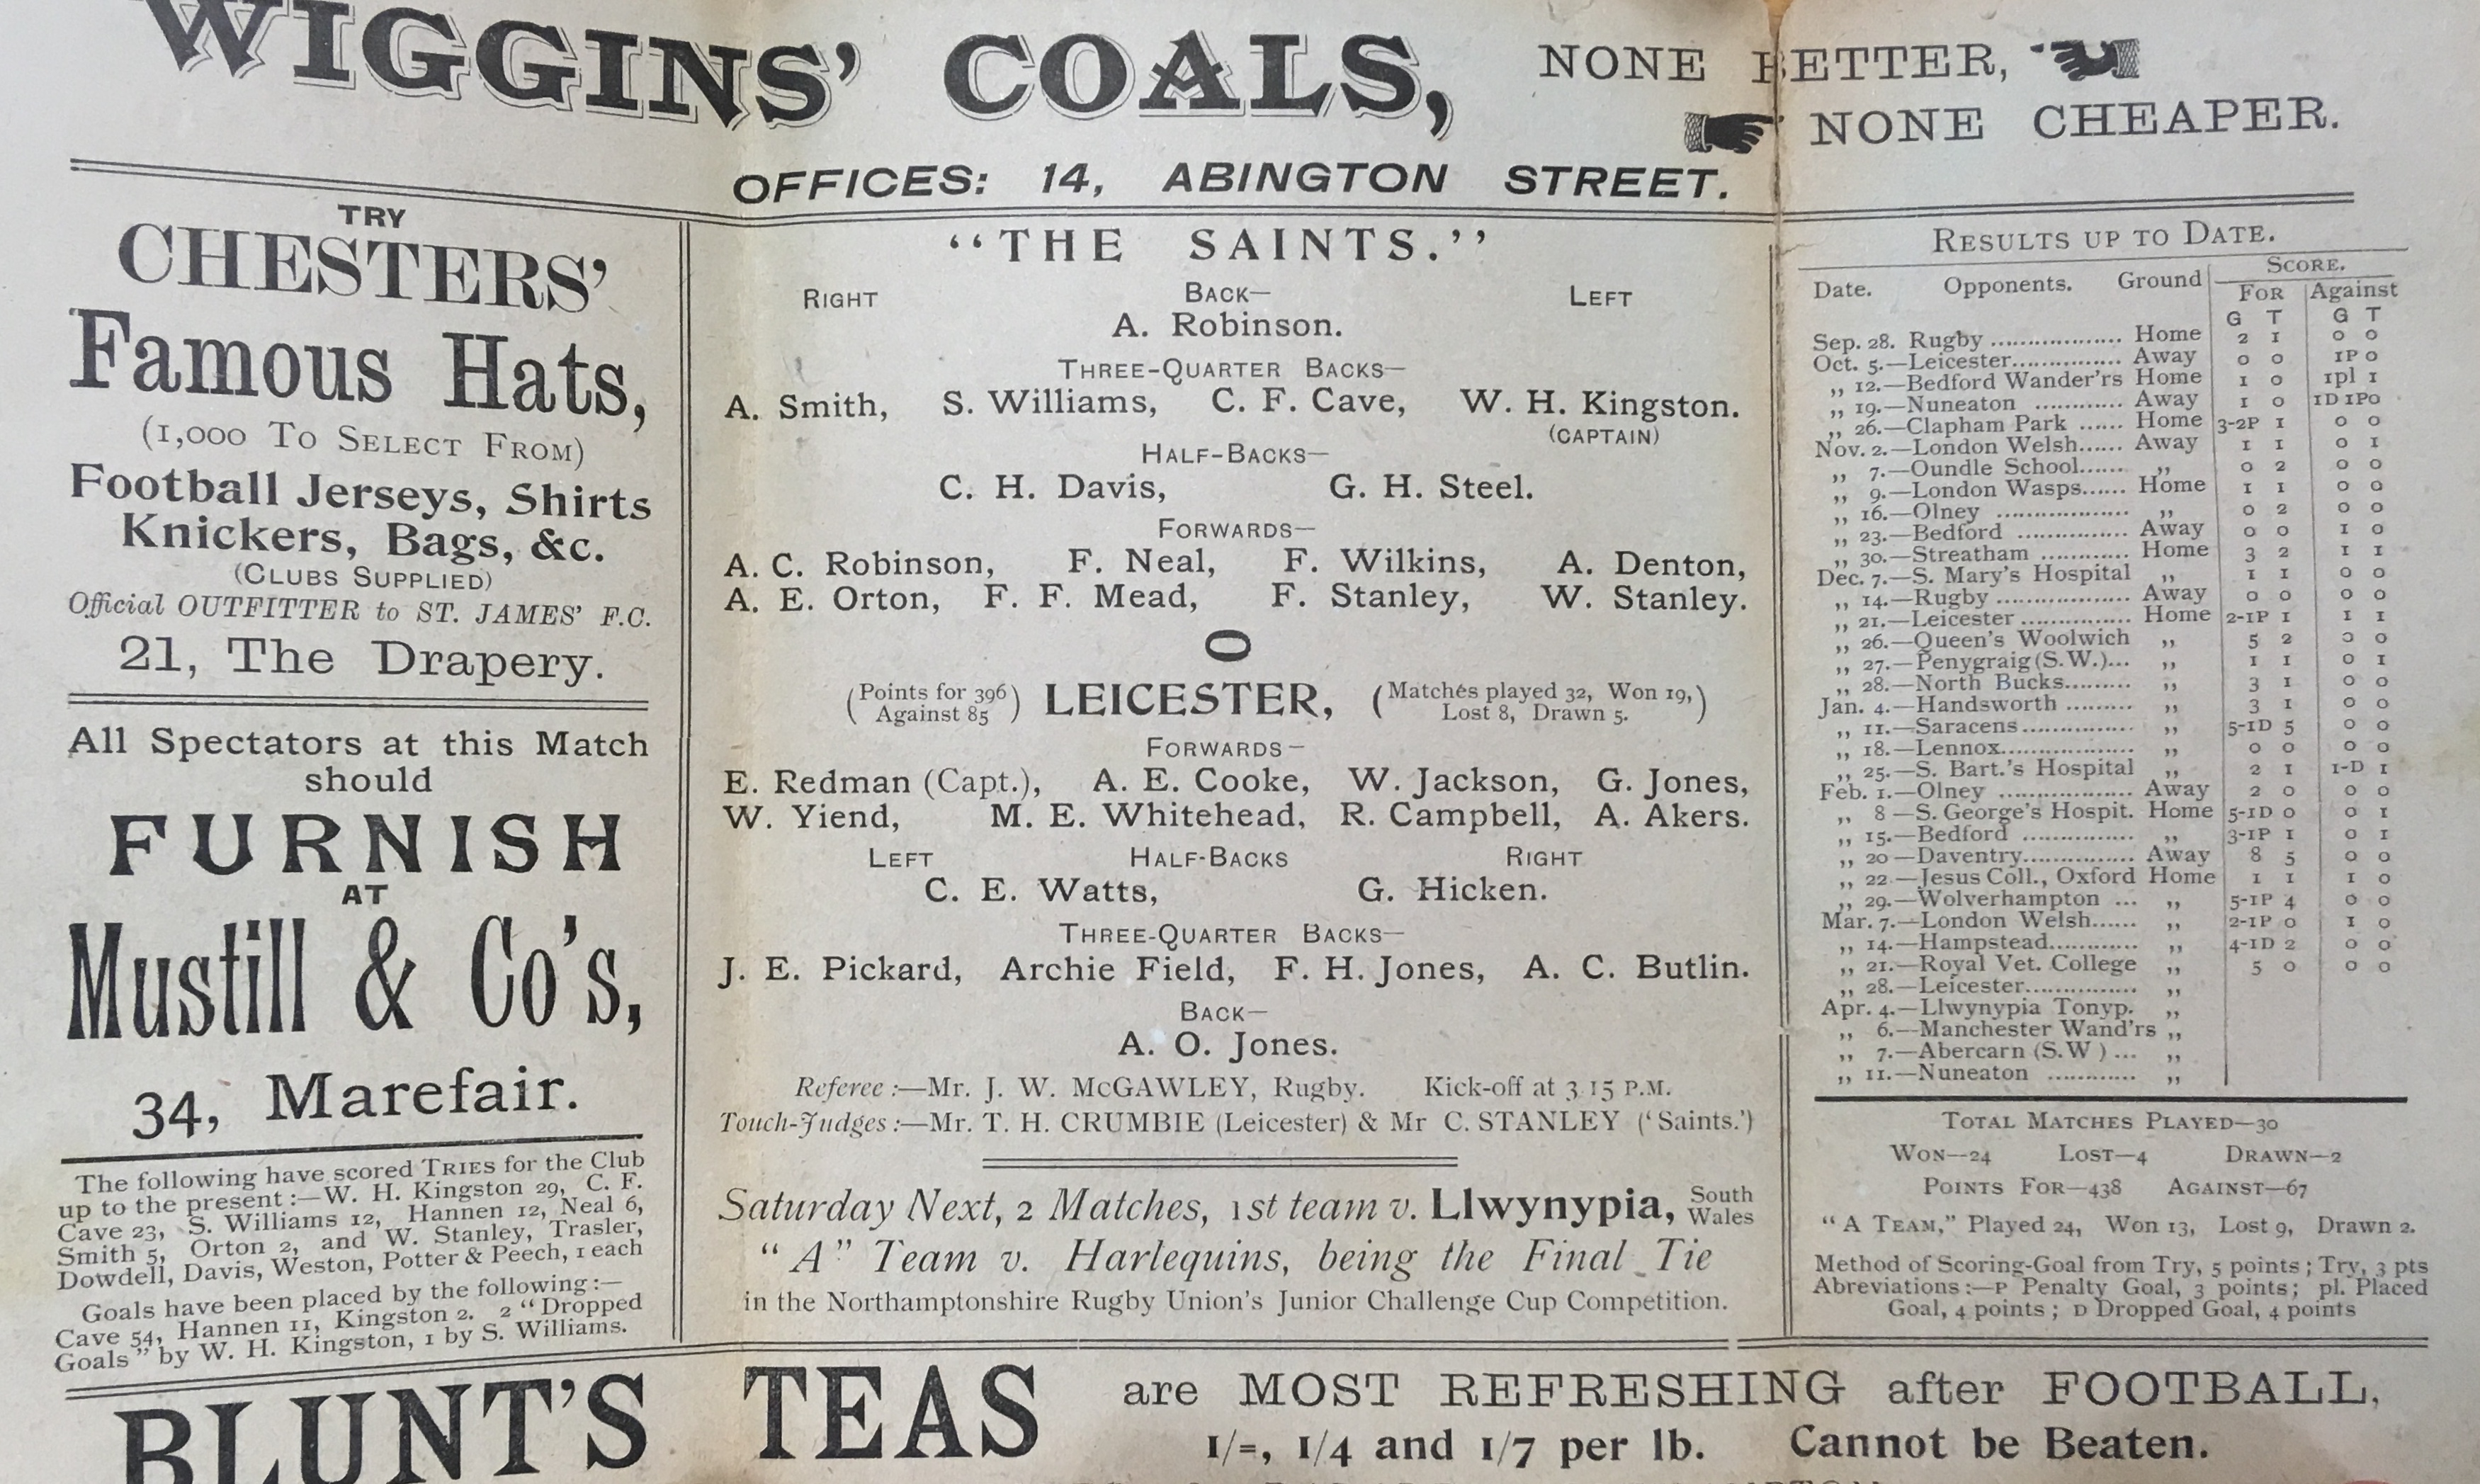 WIGGINS' COALS, NONE BETTER,
NONE CHEAPER.
OFFICES: 14, ABINGTON STREET.
TRY
CHESTERS'
Famous Hats,
(1,000 To Select From)
Football Jerseys, Shirts
Knickers, Bags, &c.
(Clubs Supplied)
Official OUTFITTER to ST. JAMES' F.C.
21, The Drapery.
All Spectators at this Match
should
FURNISH
AT
Mustill & Co's,
34, Marefair.
The following have scored Tries for the Club
up to the present :—W. H. Kingston 29, C. F.
Cave 23, S. Williams 12, Hannen 12, Neal 6,
Smith 5, Orton 2, and W. Stanley, Trasler,
Dowdell, Davis, Weston, Potter & Peech, 1 each
Goals have been placed by the following :—
Cave 54, Hannen 11, Kingston 2. 2 "Dropped
Goals" by W. H. Kingston, 1 by S. Williams.
"THE SAINTS."
Right Back— Left
A. Robinson.
Three-Quarter Backs—
A. Smith, S. Williams, C. F. Cave, W. H. Kingston.
(Captain)
Half-Backs—
C. H. Davis, G. H. Steel.
Forwards—
A. C. Robinson, F. Neal, F. Wilkins, A. Denton,
A. E. Orton, F. F. Mead, F. Stanley, W. Stanley.
O
(Points for 396 Against 85) LEICESTER, (Matches played 32, Won 19, Lost 8, Drawn 5.)
Forwards—
E. Redman (Capt.), A. E. Cooke, W. Jackson, G. Jones,
W. Yiend, M. E. Whitehead, R. Campbell, A. Akers.
Left Half-Backs Right
C. E. Watts, G. Hicken.
Three-Quarter Backs—
J. E. Pickard, Archie Field, F. H. Jones, A. C. Butlin.
Back—
A. O. Jones.
Referee :—Mr. J. W. McGAWLEY, Rugby. Kick-off at 3 15 P.M.
Touch-Judges :—Mr. T. H. CRUMBIE (Leicester) & Mr C. STANLEY ('Saints.')
Saturday Next, 2 Matches, 1st team v. Llwynypia, South Wales
"A" Team v. Harlequins, being the Final Tie
in the Northamptonshire Rugby Union's Junior Challenge Cup Competition.
Results up to Date.
Score.
Date. Opponents. Ground For Against
G T G T
Sep. 28. Rugby .................. Home 2 1 0 0
Oct. 5.—Leicester............... Away 0 0 1P 0
,, 12.—Bedford Wander'rs Home 1 0 1pl 1
,, 19.—Nuneaton ............ Away 1 0 1D 1P0
,, 26.—Clapham Park ...... Home 3-2P 1 0 0
Nov. 2.—London Welsh...... Away 1 1 0 1
,, 7.—Oundle School...... ,, 0 2 0 0
,, 9.—London Wasps...... Home 1 1 0 0
,, 16.—Olney .................. ,, 0 2 0 0
,, 23.—Bedford ............... Away 0 0 1 0
,, 30.—Streatham ............ Home 3 2 1 1
Dec. 7.—S. Mary's Hospital ,, 1 1 0 0
,, 14.—Rugby .................. Away 0 0 0 0
,, 21.—Leicester ............... Home 2-1P 1 1 1
,, 26.—Queen's Woolwich ,, 5 2 0 0
,, 27.—Penygraig (S.W.)... ,, 1 1 0 1
,, 28.—North Bucks......... ,, 3 1 0 0
Jan. 4.—Handsworth ......... ,, 3 1 0 0
,, 11.—Saracens............... ,, 5-1D 5 0 0
,, 18.—Lennox.................. ,, 0 0 0 0
,, 25.—S. Bart.'s Hospital ,, 2 1 1-D 1
Feb. 1.—Olney .................. Away 2 0 0 0
,, 8 —S. George's Hospit. Home 5-1D 0 0 1
,, 15.—Bedford ............... ,, 3-1P 1 0 1
,, 20 —Daventry............... Away 8 5 0 0
,, 22 —Jesus Coll., Oxford Home 1 1 1 0
,, 29.—Wolverhampton ... ,, 5-1P 4 0 0
Mar. 7.—London Welsh...... ,, 2-1P 0 1 0
,, 14.—Hampstead............ ,, 4-1D 2 0 0
,, 21.—Royal Vet. College ,, 5 0 0 0
,, 28.—Leicester............... ,,
Apr. 4.—Llwynypia Tonyp. ,,
,, 6.—Manchester Wand'rs ,,
,, 7.—Abercarn (S.W ) ... ,,
,, 11.—Nuneaton ............ ,,
Total Matches Played—30
Won—24 Lost—4 Drawn—2
Points For—438 Against—67
"A Team," Played 24, Won 13, Lost 9, Drawn 2.
Method of Scoring-Goal from Try, 5 points ; Try, 3 pts
Abreviations :—P Penalty Goal, 3 points ; pl. Placed
Goal, 4 points ; D Dropped Goal, 4 points
BLUNT'S TEAS are MOST REFRESHING after FOOTBALL,
1/=, 1/4 and 1/7 per lb. Cannot be Beaten.